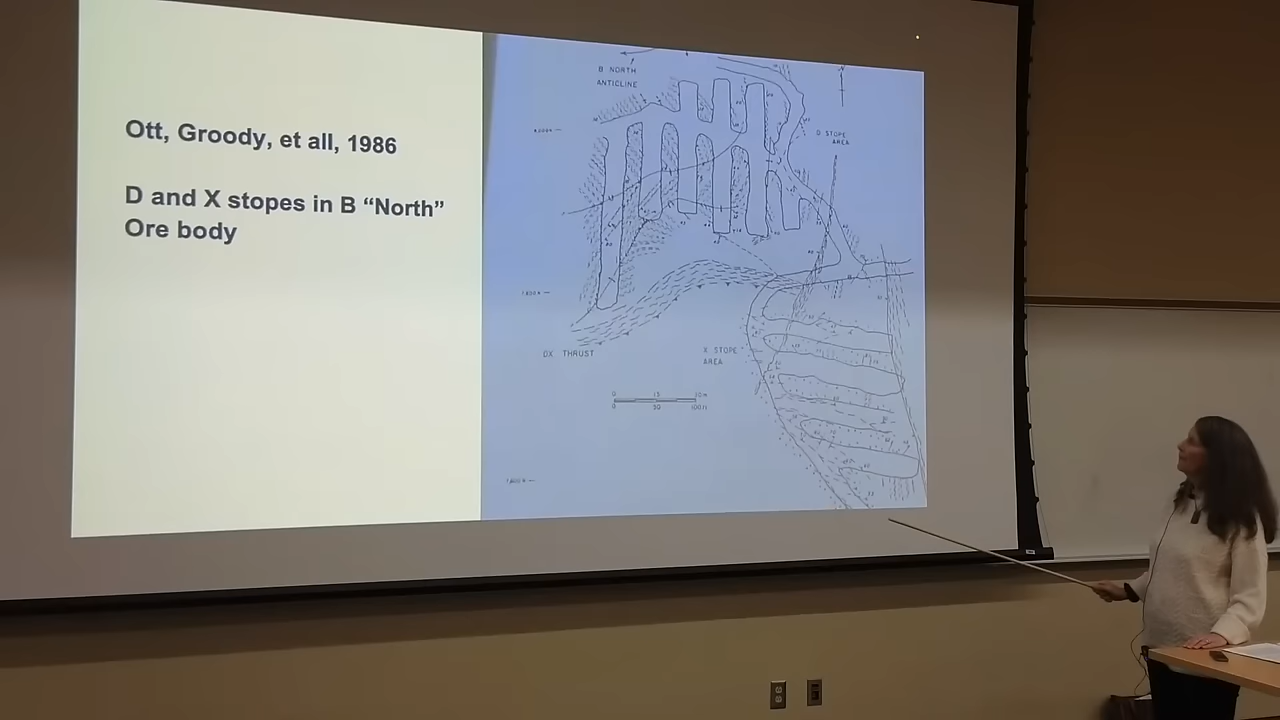 Ott, Groody, et all, 1986
D and X stopes in B “North”
Ore body
B NORTH
ANTICLINE
D STOPE
AREA
DX THRUST
X STOPE
AREA